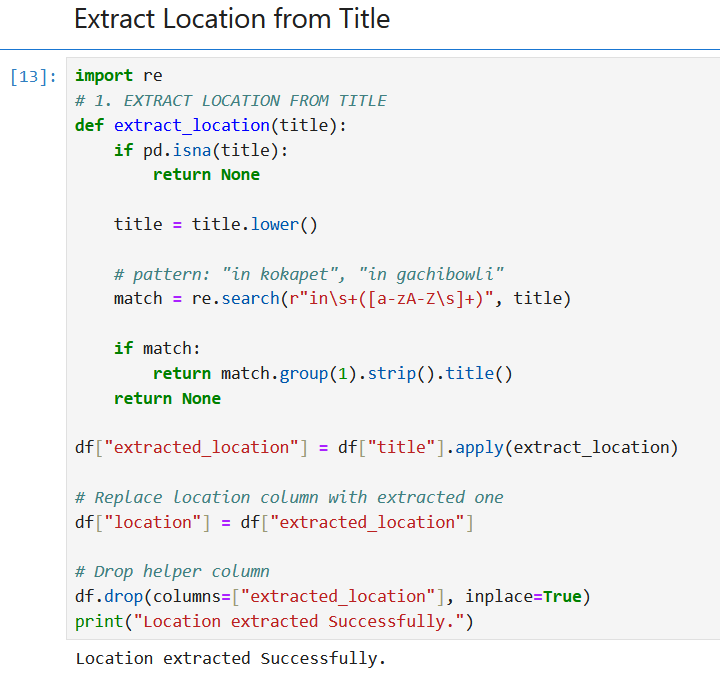 Extract Location from Title
[13]:
import re
# 1. EXTRACT LOCATION FROM TITLE
def extract_location(title):
    if pd.isna(title):
        return None

    title = title.lower()

    # pattern: "in kokapet", "in gachibowli"
    match = re.search(r"in\s+([a-zA-Z\s]+)", title)

    if match:
        return match.group(1).strip().title()
    return None

df["extracted_location"] = df["title"].apply(extract_location)

# Replace location column with extracted one
df["location"] = df["extracted_location"]

# Drop helper column
df.drop(columns=["extracted_location"], inplace=True)
print("Location extracted Successfully.")
Location extracted Successfully.